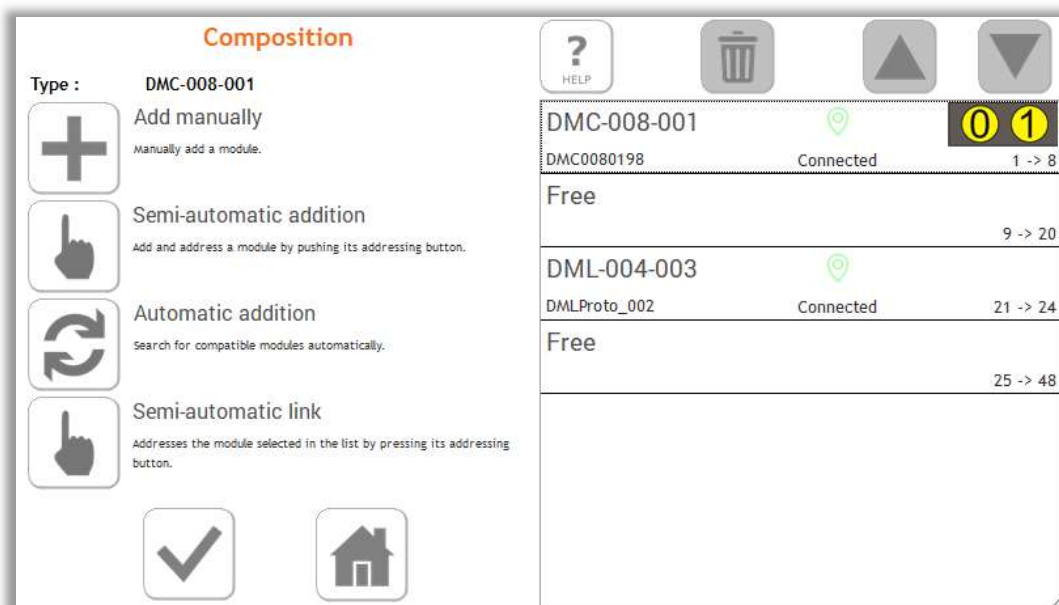 Composition
Type : DMC-008-001
Add manually
Manually add a module.
Semi-automatic addition
Add and address a module by pushing its addressing button.
Automatic addition
Search for compatible modules automatically.
Semi-automatic link
Addresses the module selected in the list by pressing its addressing
button.
?
HELP
DMC-008-001 0 1
DMC0080198 Connected 1 -> 8
Free
9 -> 20
DML-004-003
DMLProto_002 Connected 21 -> 24
Free
25 -> 48